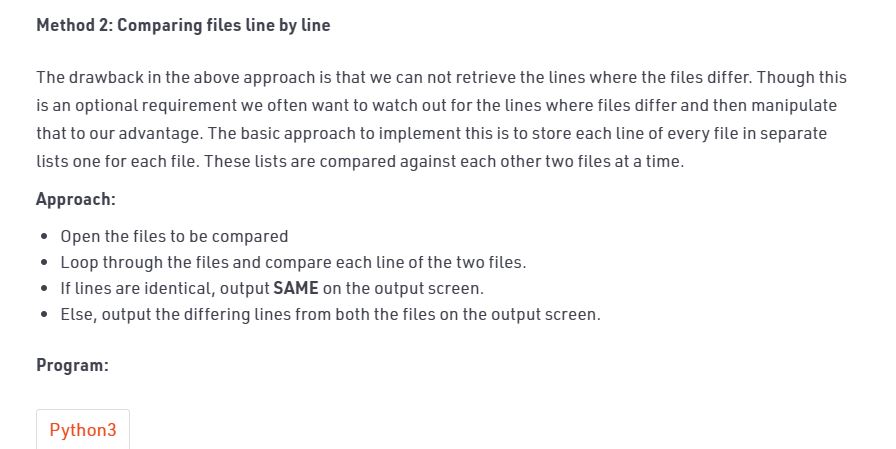 Method 2: Comparing files line by line
The drawback in the above approach is that we can not retrieve the lines where the files differ. Though this
is an optional requirement we often want to watch out for the lines where files differ and then manipulate
that to our advantage. The basic approach to implement this is to store each line of every file in separate
lists one for each file. These lists are compared against each other two files at a time.
Approach:
• Open the files to be compared
• Loop through the files and compare each line of the two files.
• If lines are identical, output SAME on the output screen.
• Else, output the differing lines from both the files on the output screen.
Program:
Python3